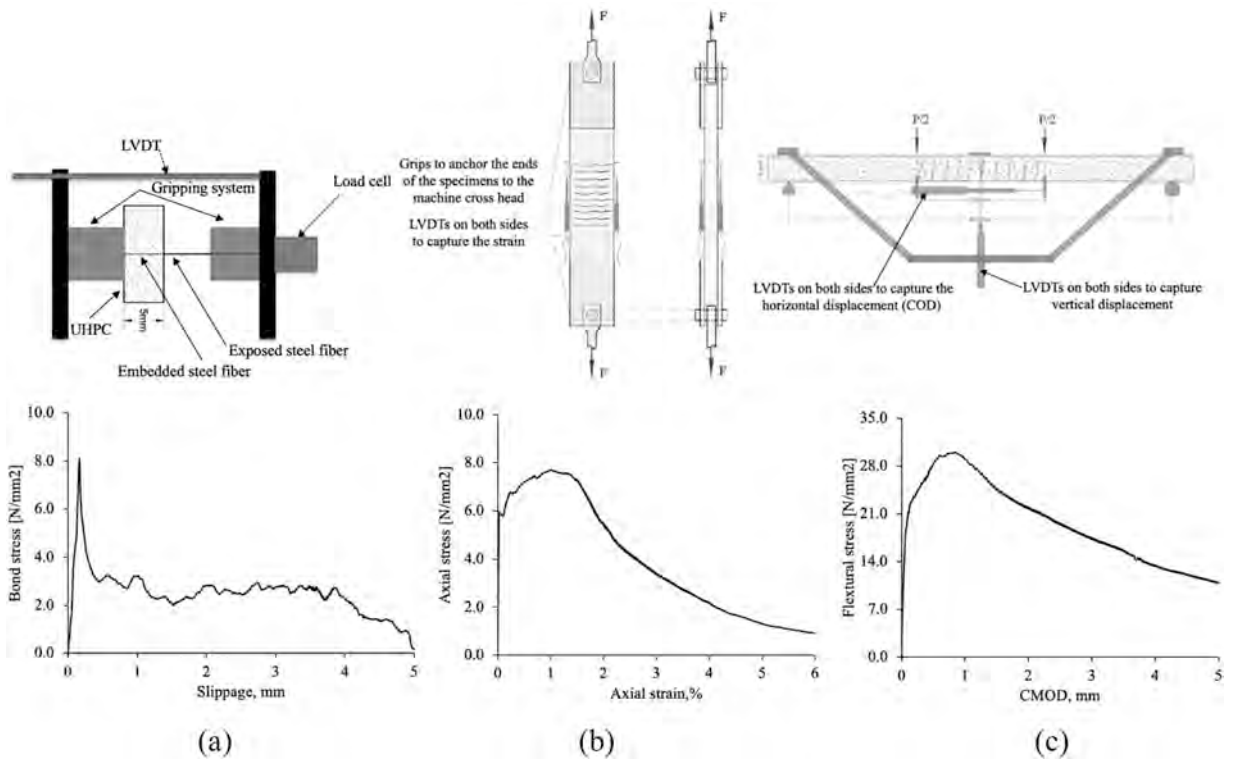 LVDT
Gripping system
Load cell
UHPC
5mm
Exposed steel fiber
Embedded steel fiber
F
F
Grips to anchor the ends
of the specimens to the
machine cross head
LVDTs on both sides
to capture the strain
F
F
P/2
P/2
LVDTs on both sides to capture the
horizontal displacement (COD)
LVDTs on both sides to capture
vertical displacement
Bond stress [N/mm2]
10.0
8.0
6.0
4.0
2.0
0.0
0 1 2 3 4 5
Slippage, mm
(a)
Axial stress [N/mm2]
10.0
8.0
6.0
4.0
2.0
0.0
0 1 2 3 4 5 6
Axial strain,%
(b)
Flextural stress [N/mm2]
35.0
28.0
21.0
14.0
7.0
0.0
0 1 2 3 4 5
CMOD, mm
(c)